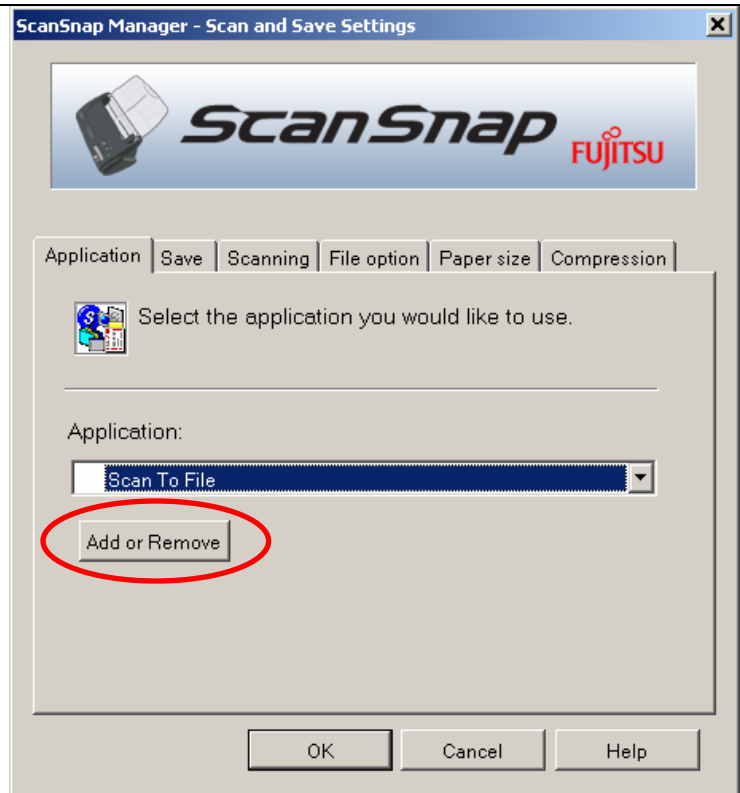 ScanSnap Manager - Scan and Save Settings
ScanSnap
FUJITSU
Application Save Scanning File option Paper size Compression
Select the application you would like to use.
Application:
Scan To File
Add or Remove
OK Cancel Help